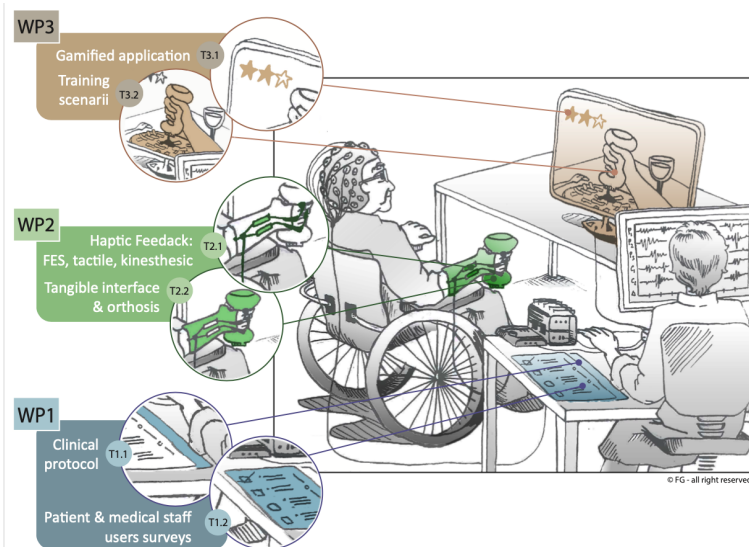 WP3
Gamified application T3.1
Training
scenarii T3.2
WP2
Haptic Feedack: T2.1
FES, tactile, kinesthesic
Tangible interface T2.2
& orthosis
WP1
Clinical
protocol T1.1
Patient & medical staff T1.2
users surveys
© FG - all right reserved